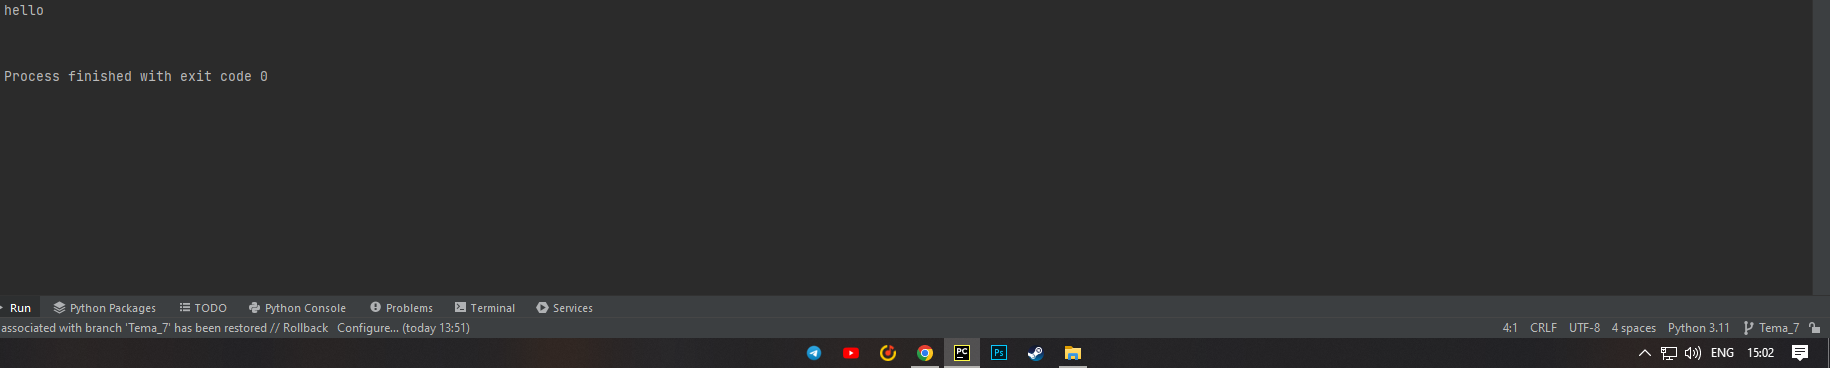 hello
Process finished with exit code 0
Run Python Packages TODO Python Console Problems Terminal Services
associated with branch 'Tema_7' has been restored // Rollback Configure... (today 13:51) 4:1 CRLF UTF-8 4 spaces Python 3.11 Tema_7
PC Ps ENG 15:02